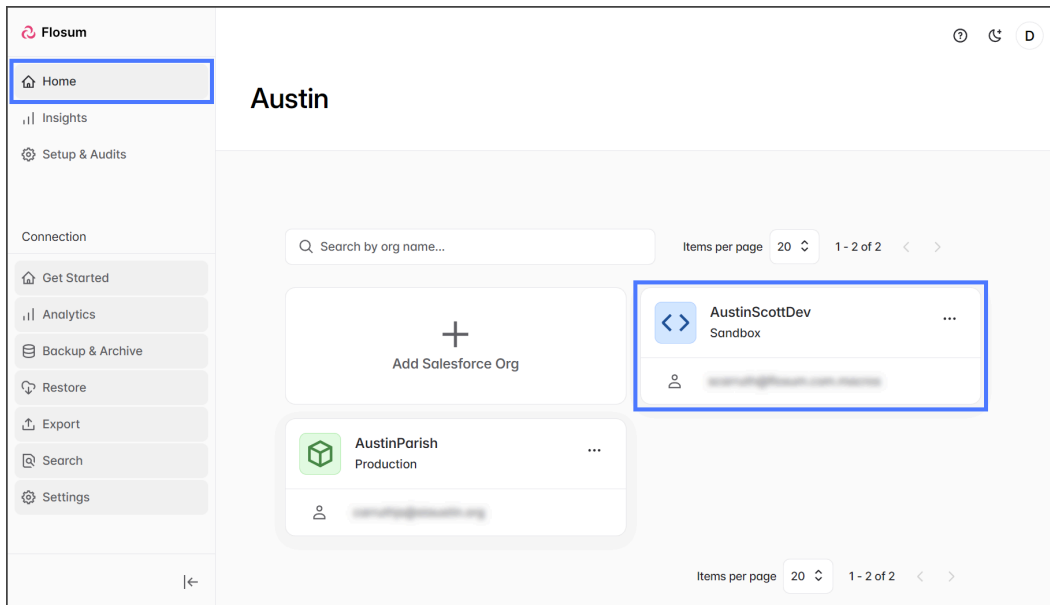 Flosum
D
Home
Austin
Insights
Setup & Audits
Connection
Search by org name...
Items per page 20 1 - 2 of 2
Get Started
Analytics
Backup & Archive
Restore
Export
Search
Settings
Add Salesforce Org
AustinScottDev
Sandbox
AustinParish
Production
Items per page 20 1 - 2 of 2